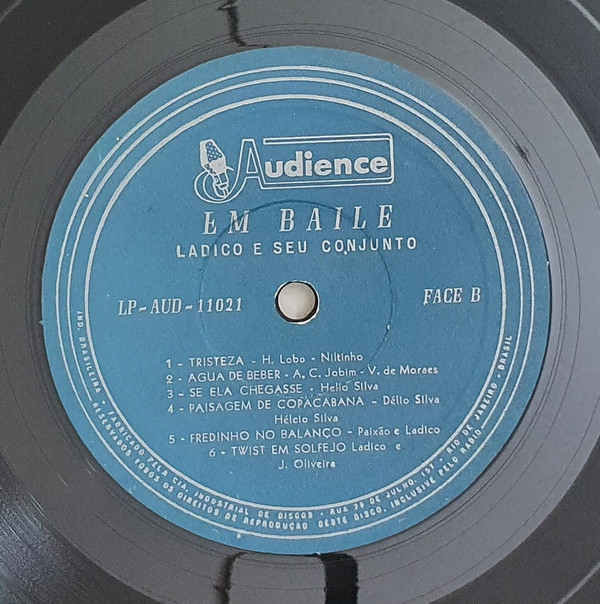 Audience
EM BAILE
LADICO E SEU CONJUNTO
LP-AUD-11021
FACE B
1 - TRISTEZA - H. Lobo - Niltinho
2 - AGUA DE BEBER - A. C. Jobim - V. de Moraes
3 - SE ELA CHEGASSE - Helio Silva
4 - PAISAGEM DE COPACABANA - Délio Silva
Hélcio Silva
5 - FREDINHO NO BALANÇO - Paixão e Ladico
6 - TWIST EM SOLFEJO Ladico e
J. Oliveira
IND. BRASILEIRA - FABRICADO PELA CIA. INDUSTRIAL DE DISCOS - RUA 25 DE JULHO, 157 - RIO DE JANEIRO - BRASIL
RESERVADOS TODOS OS DIREITOS DE REPRODUÇÃO DESTE DISCO, INCLUSIVE PELO RADIO